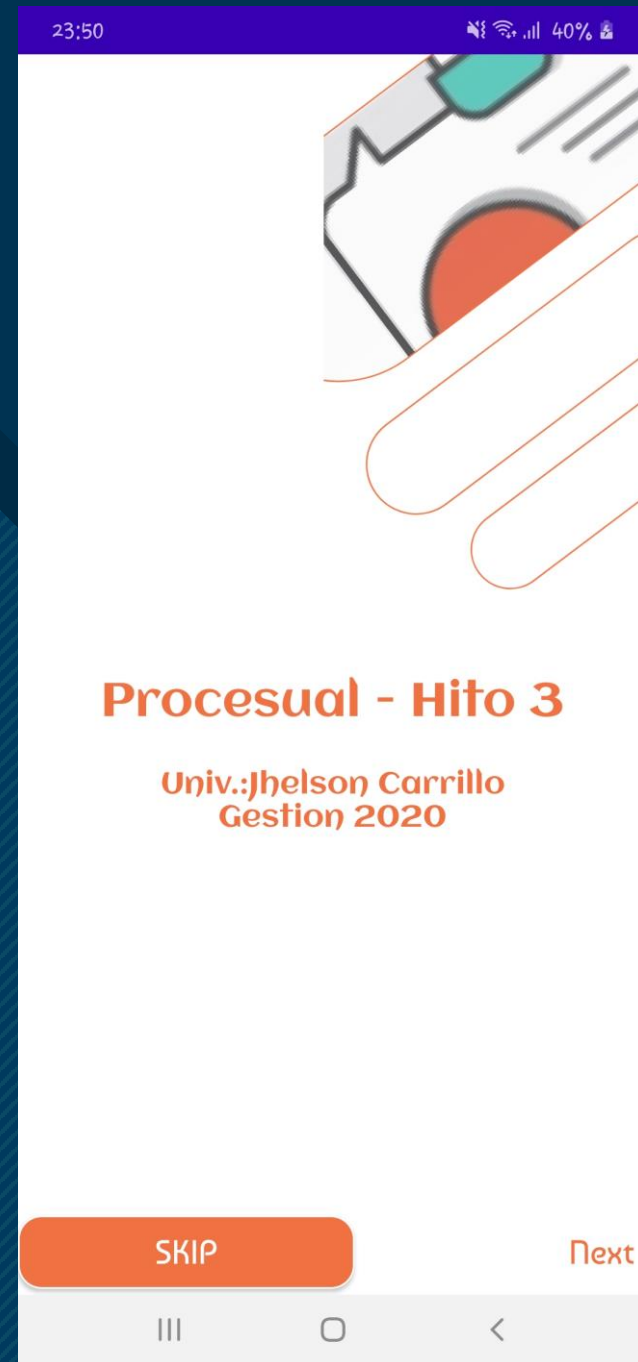 23:50 40%
Procesual - Hito 3
Univ.:Jhelson Carrillo
Gestion 2020
SKIP Next